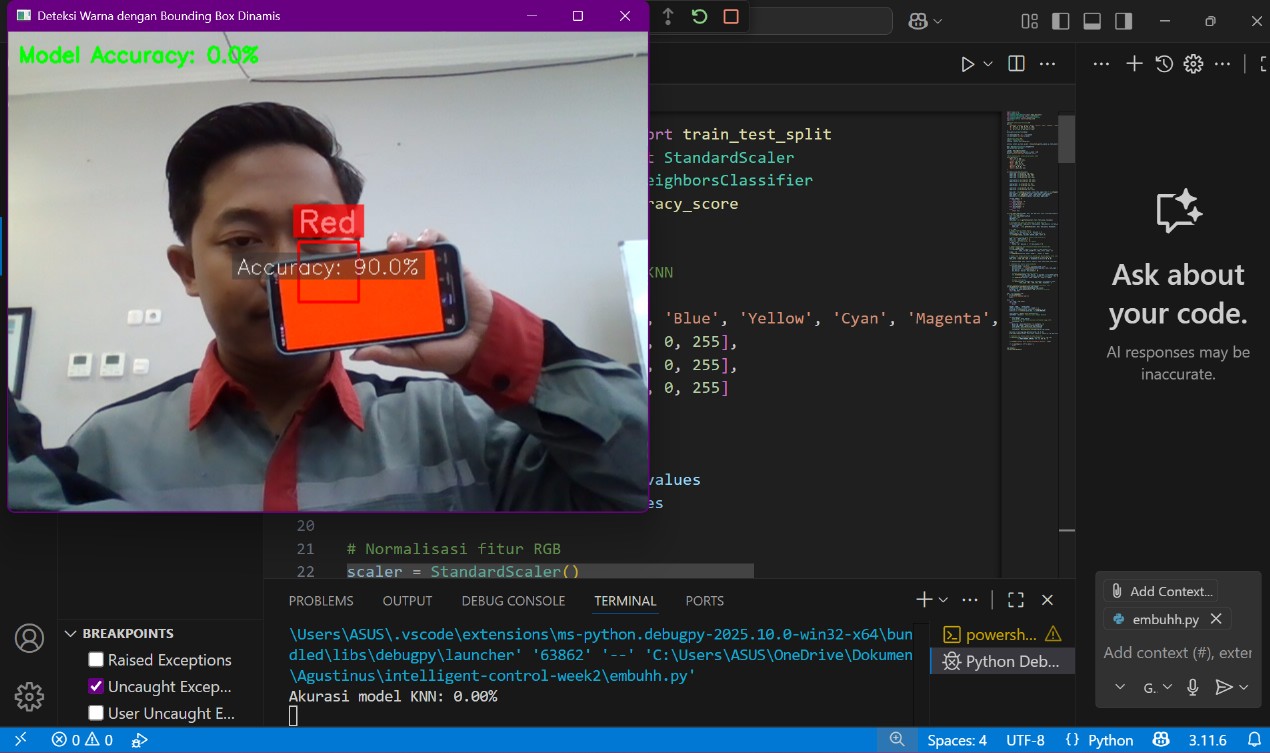 Deteksi Warna dengan Bounding Box Dinamis
Model Accuracy: 0.0%
Red
Accuracy: 90.0%
train_test_split
StandardScaler
racy_score
KNN
, 'Blue', 'Yellow', 'Cyan', 'Magenta',
, 0, 255],
, 0, 255],
, 0, 255]
values
20
21 # Normalisasi fitur RGB
22 scaler = StandardScaler()
PROBLEMS OUTPUT DEBUG CONSOLE TERMINAL PORTS
\Users\ASUS\.vscode\extensions\ms-python.debugpy-2025.10.0-win32-x64\bun
dled\libs\debugpy\launcher' '63862' '--' 'C:\Users\ASUS\OneDrive\Dokumen
\Agustinus\intelligent-control-week2\embuhh.py'
Akurasi model KNN: 0.00%
powersh...
Python Deb...
BREAKPOINTS
Raised Exceptions
Uncaught Excep...
User Uncaught E...
Ask about
your code.
AI responses may be
inaccurate.
Add Context...
embuhh.py
Add context (#), exter
G..
0 0
Spaces: 4 UTF-8 {} Python 3.11.6